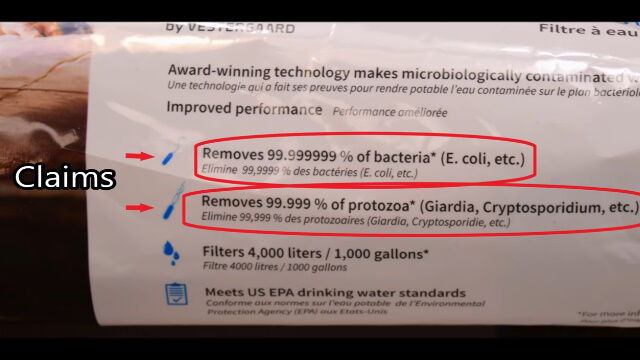 by VESTERGAARD
Filtre à eau
Award-winning technology makes microbiologically contaminated
Une technologie qui a fait ses preuves pour rendre potable l'eau contaminée sur le plan
Improved performance Performance améliorée
Removes 99.999999 % of bacteria* (E. coli, etc.)
Elimine 99,9999 % des bactéries (E. coli, etc.)
Claims
Removes 99.999 % of protozoa* (Giardia, Cryptosporidium, etc.)
Elimine 99,999 % des protozoaires (Giardia, Cryptosporidie, etc.)
Filters 4,000 liters / 1,000 gallons*
Filtre 4000 litres / 1000 gallons
Meets US EPA drinking water standards
Conforme aux normes sur l'eau potable de l'Environmental
Protection Agency (EPA) aux Etats-Unis
*For more